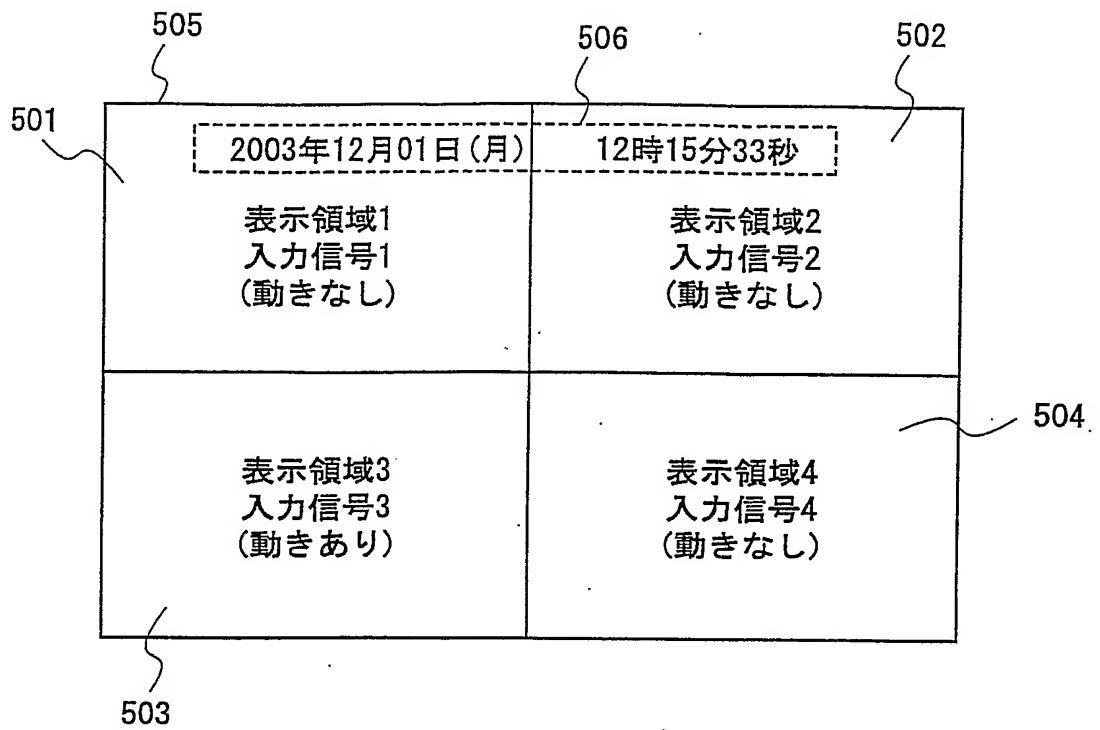 505
506
502
501
2003年12月01日(月) 12時15分33秒
表示領域1
入力信号1
(動きなし)
表示領域2
入力信号2
(動きなし)
504
表示領域3
入力信号3
(動きあり)
表示領域4
入力信号4
(動きなし)
503